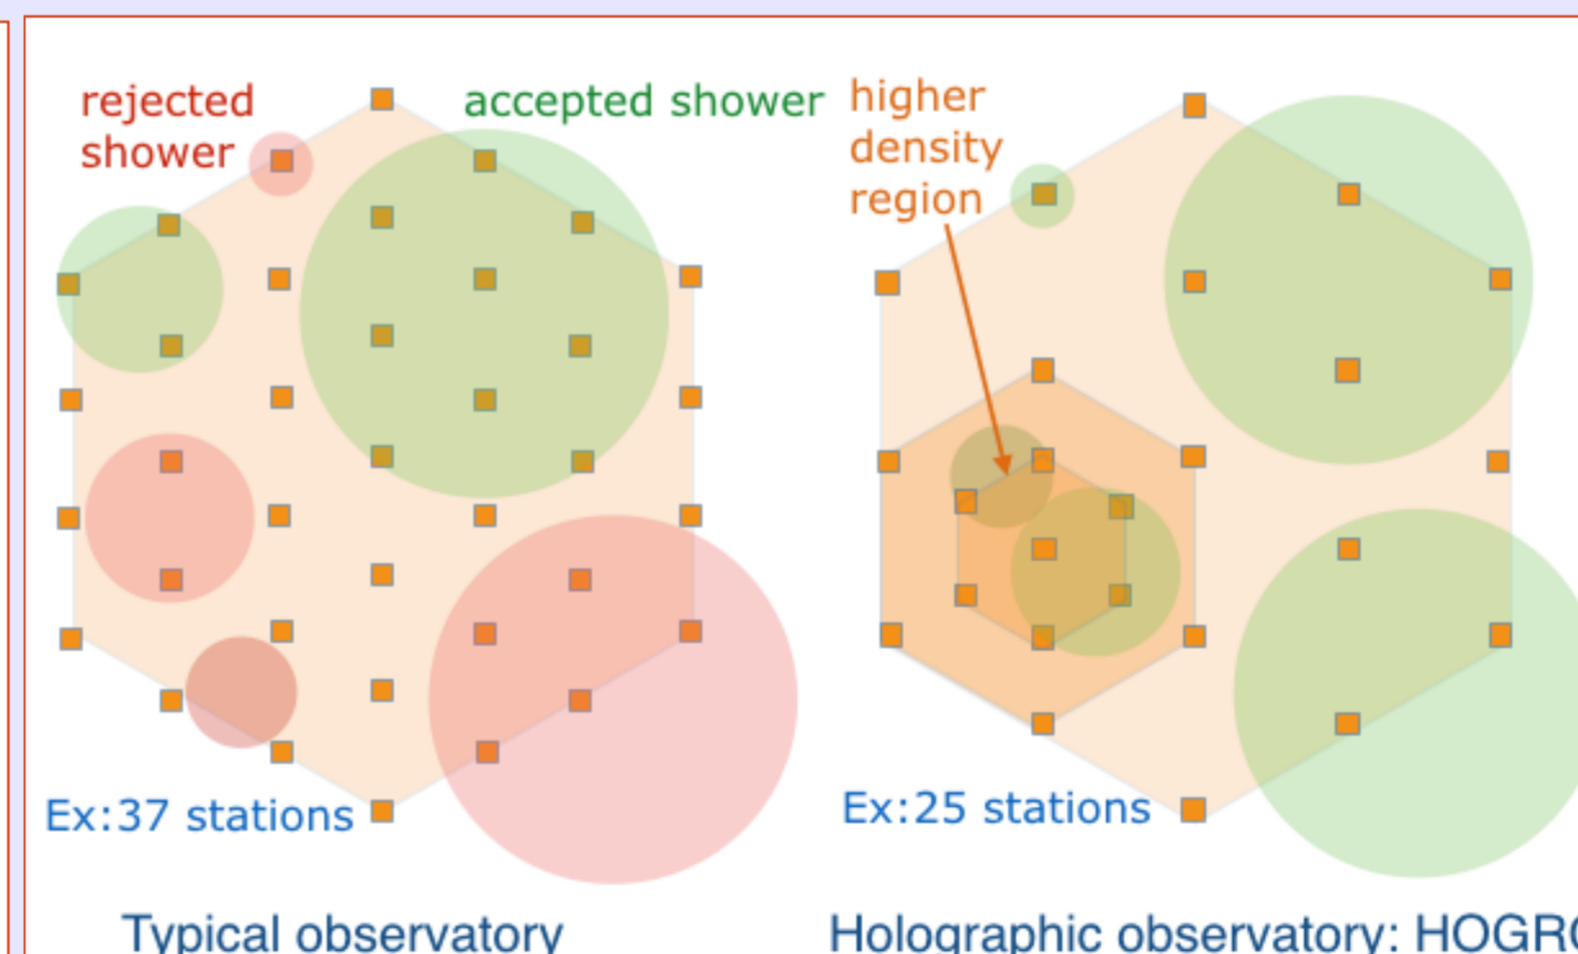 rejected
shower
accepted shower
higher
density
region
Ex:37 stations
Ex:25 stations
Typical observatory
Holographic observatory: